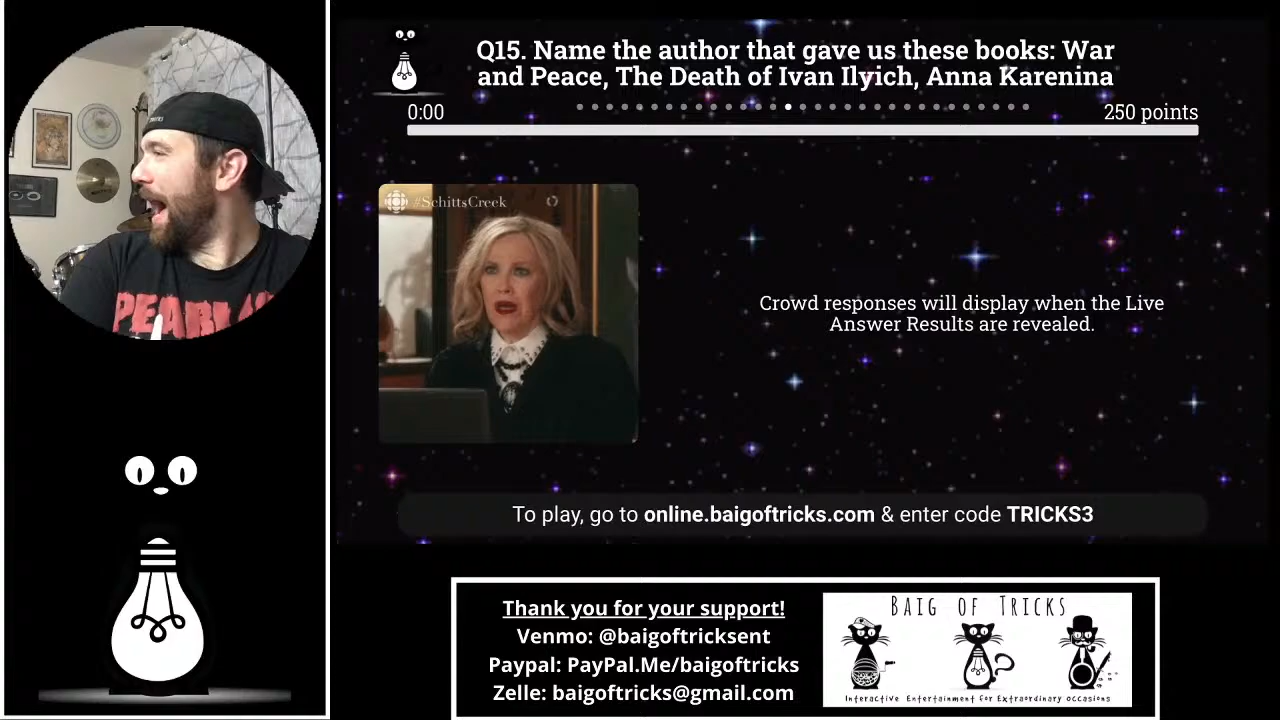 Q15. Name the author that gave us these books: War
and Peace, The Death of Ivan Ilyich, Anna Karenina
0:00
250 points
#SchittsCreek
Crowd responses will display when the Live
Answer Results are revealed.
PEARL
To play, go to online.baigoftricks.com & enter code TRICKS3
Thank you for your support!
Venmo: @baigoftricksent
Paypal: PayPal.Me/baigoftricks
Zelle: baigoftricks@gmail.com
BAIG OF TRICKS
Interactive Entertainment for Extraordinary occasions